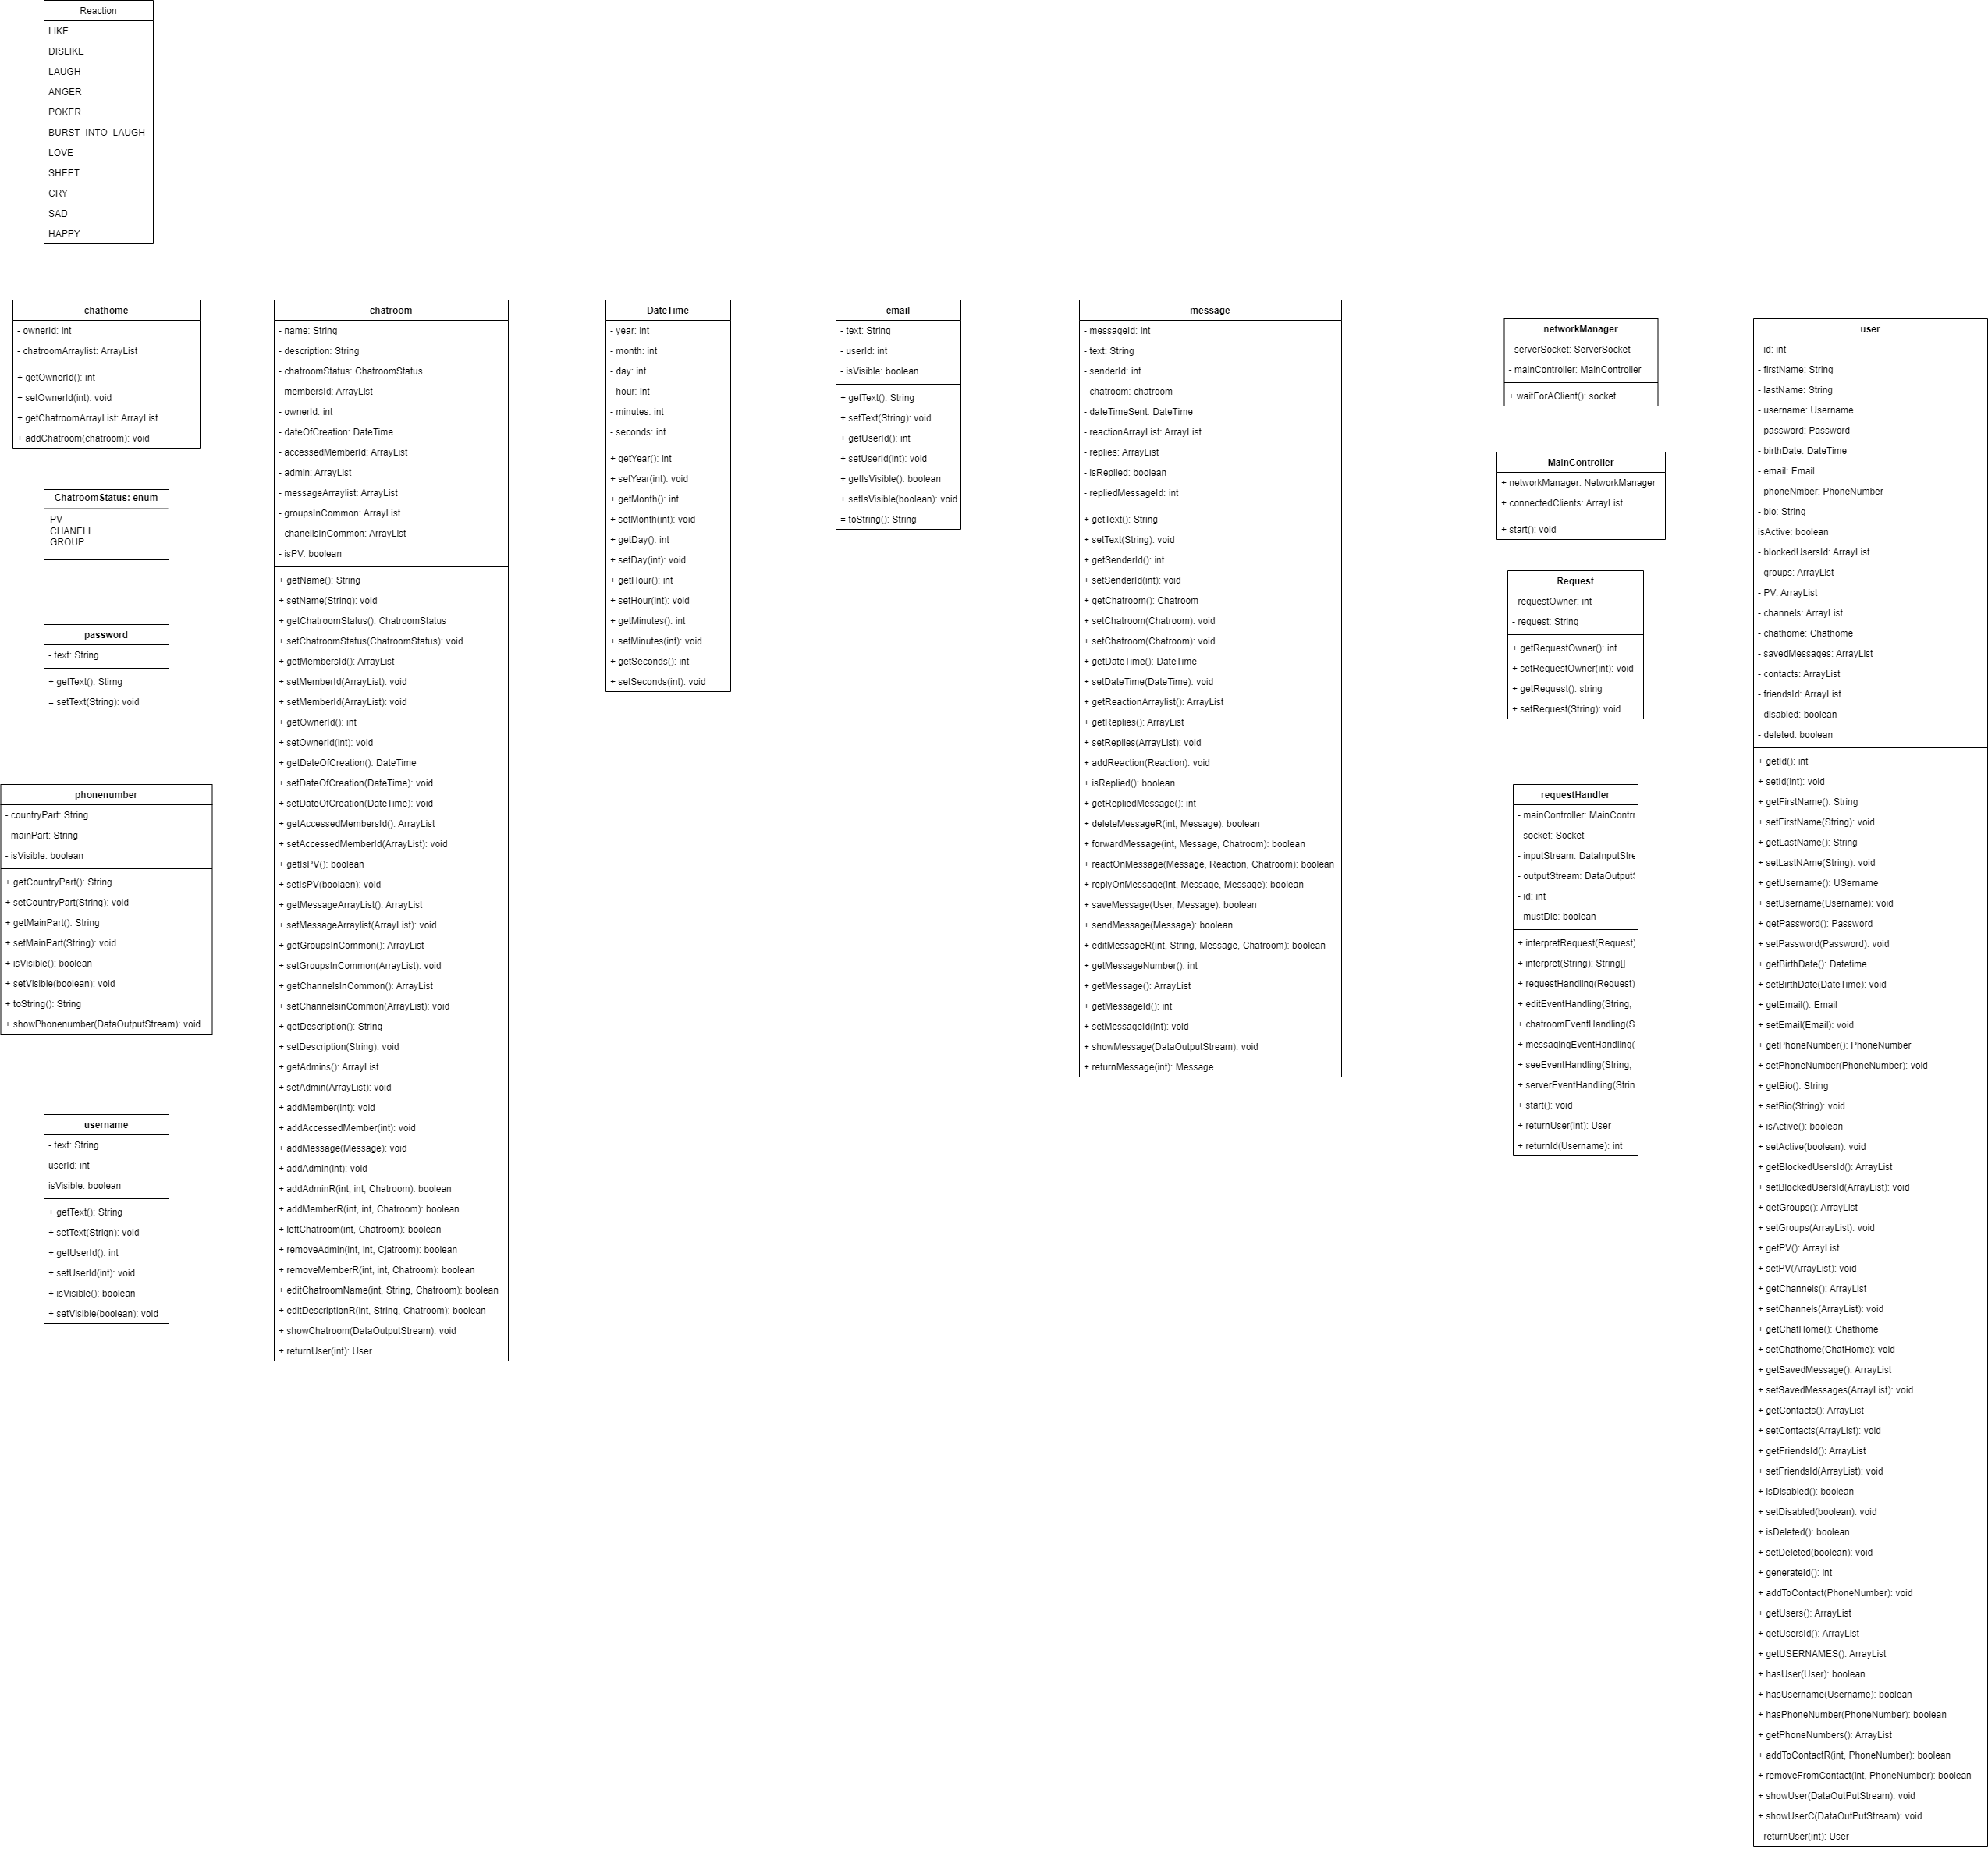 Reaction
LIKE
DISLIKE
LAUGH
ANGER
POKER
BURST_INTO_LAUGH
LOVE
SHEET
CRY
SAD
HAPPY
chathome
- ownerId: int
- chatroomArraylist: ArrayList
+ getOwnerId(): int
+ setOwnerId(int): void
+ getChatroomArrayList: ArrayList
+ addChatroom(chatroom): void
ChatroomStatus: enum
PV
CHANELL
GROUP
password
- text: String
+ getText(): Stirng
= setText(String): void
phonenumber
- countryPart: String
- mainPart: String
- isVisible: boolean
+ getCountryPart(): String
+ setCountryPart(String): void
+ getMainPart(): String
+ setMainPart(String): void
+ isVisible(): boolean
+ setVisible(boolean): void
+ toString(): String
+ showPhonenumber(DataOutputStream): void
username
- text: String
userId: int
isVisible: boolean
+ getText(): String
+ setText(Strign): void
+ getUserId(): int
+ setUserId(int): void
+ isVisible(): boolean
+ setVisible(boolean): void
chatroom
- name: String
- description: String
- chatroomStatus: ChatroomStatus
- membersId: ArrayList
- ownerId: int
- dateOfCreation: DateTime
- accessedMemberId: ArrayList
- admin: ArrayList
- messageArraylist: ArrayList
- groupsInCommon: ArrayList
- chanellsInCommon: ArrayList
- isPV: boolean
+ getName(): String
+ setName(String): void
+ getChatroomStatus(): ChatroomStatus
+ setChatroomStatus(ChatroomStatus): void
+ getMembersId(): ArrayList
+ setMemberId(ArrayList): void
+ setMemberId(ArrayList): void
+ getOwnerId(): int
+ setOwnerId(int): void
+ getDateOfCreation(): DateTime
+ setDateOfCreation(DateTime): void
+ setDateOfCreation(DateTime): void
+ getAccessedMembersId(): ArrayList
+ setAccessedMemberId(ArrayList): void
+ getIsPV(): boolean
+ setIsPV(boolaen): void
+ getMessageArrayList(): ArrayList
+ setMessageArraylist(ArrayList): void
+ getGroupsInCommon(): ArrayList
+ setGroupsInCommon(ArrayList): void
+ getChannelsInCommon(): ArrayList
+ setChannelsinCommon(ArrayList): void
+ getDescription(): String
+ setDescription(String): void
+ getAdmins(): ArrayList
+ setAdmin(ArrayList): void
+ addMember(int): void
+ addAccessedMember(int): void
+ addMessage(Message): void
+ addAdmin(int): void
+ addAdminR(int, int, Chatroom): boolean
+ addMemberR(int, int, Chatroom): boolean
+ leftChatroom(int, Chatroom): boolean
+ removeAdmin(int, int, Cjatroom): boolean
+ removeMemberR(int, int, Chatroom): boolean
+ editChatroomName(int, String, Chatroom): boolean
+ editDescriptionR(int, String, Chatroom): boolean
+ showChatroom(DataOutputStream): void
+ returnUser(int): User
DateTime
- year: int
- month: int
- day: int
- hour: int
- minutes: int
- seconds: int
+ getYear(): int
+ setYear(int): void
+ getMonth(): int
+ setMonth(int): void
+ getDay(): int
+ setDay(int): void
+ getHour(): int
+ setHour(int): void
+ getMinutes(): int
+ setMinutes(int): void
+ getSeconds(): int
+ setSeconds(int): void
email
- text: String
- userId: int
- isVisible: boolean
+ getText(): String
+ setText(String): void
+ getUserId(): int
+ setUserId(int): void
+ getIsVisible(): boolean
+ setIsVisible(boolean): void
= toString(): String
message
- messageId: int
- text: String
- senderId: int
- chatroom: chatroom
- dateTimeSent: DateTime
- reactionArrayList: ArrayList
- replies: ArrayList
- isReplied: boolean
- repliedMessageId: int
+ getText(): String
+ setText(String): void
+ getSenderId(): int
+ setSenderId(int): void
+ getChatroom(): Chatroom
+ setChatroom(Chatroom): void
+ setChatroom(Chatroom): void
+ getDateTime(): DateTime
+ setDateTime(DateTime): void
+ getReactionArraylist(): ArrayList
+ getReplies(): ArrayList
+ setReplies(ArrayList): void
+ addReaction(Reaction): void
+ isReplied(): boolean
+ getRepliedMessage(): int
+ deleteMessageR(int, Message): boolean
+ forwardMessage(int, Message, Chatroom): boolean
+ reactOnMessage(Message, Reaction, Chatroom): boolean
+ replyOnMessage(int, Message, Message): boolean
+ saveMessage(User, Message): boolean
+ sendMessage(Message): boolean
+ editMessageR(int, String, Message, Chatroom): boolean
+ getMessageNumber(): int
+ getMessage(): ArrayList
+ getMessageId(): int
+ setMessageId(int): void
+ showMessage(DataOutputStream): void
+ returnMessage(int): Message
networkManager
- serverSocket: ServerSocket
- mainController: MainController
+ waitForAClient(): socket
MainController
+ networkManager: NetworkManager
+ connectedClients: ArrayList
+ start(): void
Request
- requestOwner: int
- request: String
+ getRequestOwner(): int
+ setRequestOwner(int): void
+ getRequest(): string
+ setRequest(String): void
requestHandler
- mainController: MainContrr
- socket: Socket
- inputStream: DataInputStre
- outputStream: DataOutputS
- id: int
- mustDie: boolean
+ interpretRequest(Request)
+ interpret(String): String[]
+ requestHandling(Request)
+ editEventHandling(String,
+ chatroomEventHandling(S
+ messagingEventHandling(
+ seeEventHandling(String,
+ serverEventHandling(Strin
+ start(): void
+ returnUser(int): User
+ returnId(Username): int
user
- id: int
- firstName: String
- lastName: String
- username: Username
- password: Password
- birthDate: DateTime
- email: Email
- phoneNmber: PhoneNumber
- bio: String
isActive: boolean
- blockedUsersId: ArrayList
- groups: ArrayList
- PV: ArrayList
- channels: ArrayList
- chathome: Chathome
- savedMessages: ArrayList
- contacts: ArrayList
- friendsId: ArrayList
- disabled: boolean
- deleted: boolean
+ getId(): int
+ setId(int): void
+ getFirstName(): String
+ setFirstName(String): void
+ getLastName(): String
+ setLastNAme(String): void
+ getUsername(): USername
+ setUsername(Username): void
+ getPassword(): Password
+ setPassword(Password): void
+ getBirthDate(): Datetime
+ setBirthDate(DateTime): void
+ getEmail(): Email
+ setEmail(Email): void
+ getPhoneNumber(): PhoneNumber
+ setPhoneNumber(PhoneNumber): void
+ getBio(): String
+ setBio(String): void
+ isActive(): boolean
+ setActive(boolean): void
+ getBlockedUsersId(): ArrayList
+ setBlockedUsersId(ArrayList): void
+ getGroups(): ArrayList
+ setGroups(ArrayList): void
+ getPV(): ArrayList
+ setPV(ArrayList): void
+ getChannels(): ArrayList
+ setChannels(ArrayList): void
+ getChatHome(): Chathome
+ setChathome(ChatHome): void
+ getSavedMessage(): ArrayList
+ setSavedMessages(ArrayList): void
+ getContacts(): ArrayList
+ setContacts(ArrayList): void
+ getFriendsId(): ArrayList
+ setFriendsId(ArrayList): void
+ isDisabled(): boolean
+ setDisabled(boolean): void
+ isDeleted(): boolean
+ setDeleted(boolean): void
+ generateId(): int
+ addToContact(PhoneNumber): void
+ getUsers(): ArrayList
+ getUsersId(): ArrayList
+ getUSERNAMES(): ArrayList
+ hasUser(User): boolean
+ hasUsername(Username): boolean
+ hasPhoneNumber(PhoneNumber): boolean
+ getPhoneNumbers(): ArrayList
+ addToContactR(int, PhoneNumber): boolean
+ removeFromContact(int, PhoneNumber): boolean
+ showUser(DataOutPutStream): void
+ showUserC(DataOutPutStream): void
- returnUser(int): User